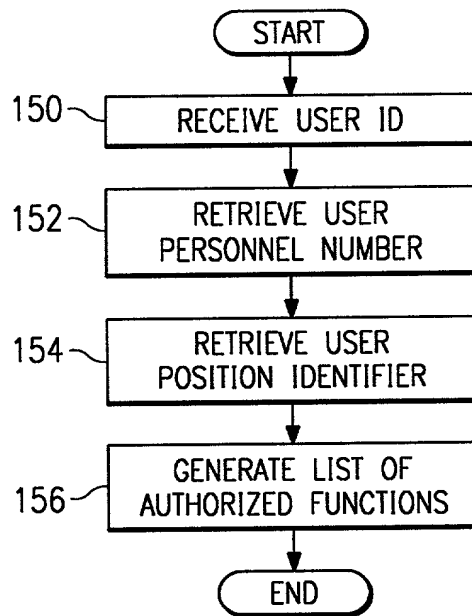 START
150
RECEIVE USER ID
152
RETRIEVE USER
PERSONNEL NUMBER
154
RETRIEVE USER
POSITION IDENTIFIER
156
GENERATE LIST OF
AUTHORIZED FUNCTIONS
END